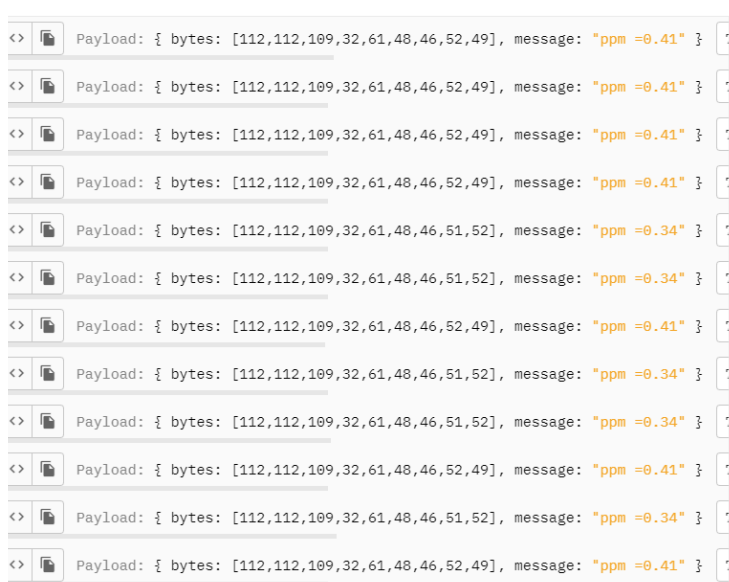 <> Payload: { bytes: [112,112,109,32,61,48,46,52,49], message: "ppm =0.41" }
<> Payload: { bytes: [112,112,109,32,61,48,46,52,49], message: "ppm =0.41" }
<> Payload: { bytes: [112,112,109,32,61,48,46,52,49], message: "ppm =0.41" }
<> Payload: { bytes: [112,112,109,32,61,48,46,52,49], message: "ppm =0.41" }
<> Payload: { bytes: [112,112,109,32,61,48,46,51,52], message: "ppm =0.34" }
<> Payload: { bytes: [112,112,109,32,61,48,46,51,52], message: "ppm =0.34" }
<> Payload: { bytes: [112,112,109,32,61,48,46,52,49], message: "ppm =0.41" }
<> Payload: { bytes: [112,112,109,32,61,48,46,51,52], message: "ppm =0.34" }
<> Payload: { bytes: [112,112,109,32,61,48,46,51,52], message: "ppm =0.34" }
<> Payload: { bytes: [112,112,109,32,61,48,46,52,49], message: "ppm =0.41" }
<> Payload: { bytes: [112,112,109,32,61,48,46,51,52], message: "ppm =0.34" }
<> Payload: { bytes: [112,112,109,32,61,48,46,52,49], message: "ppm =0.41" }